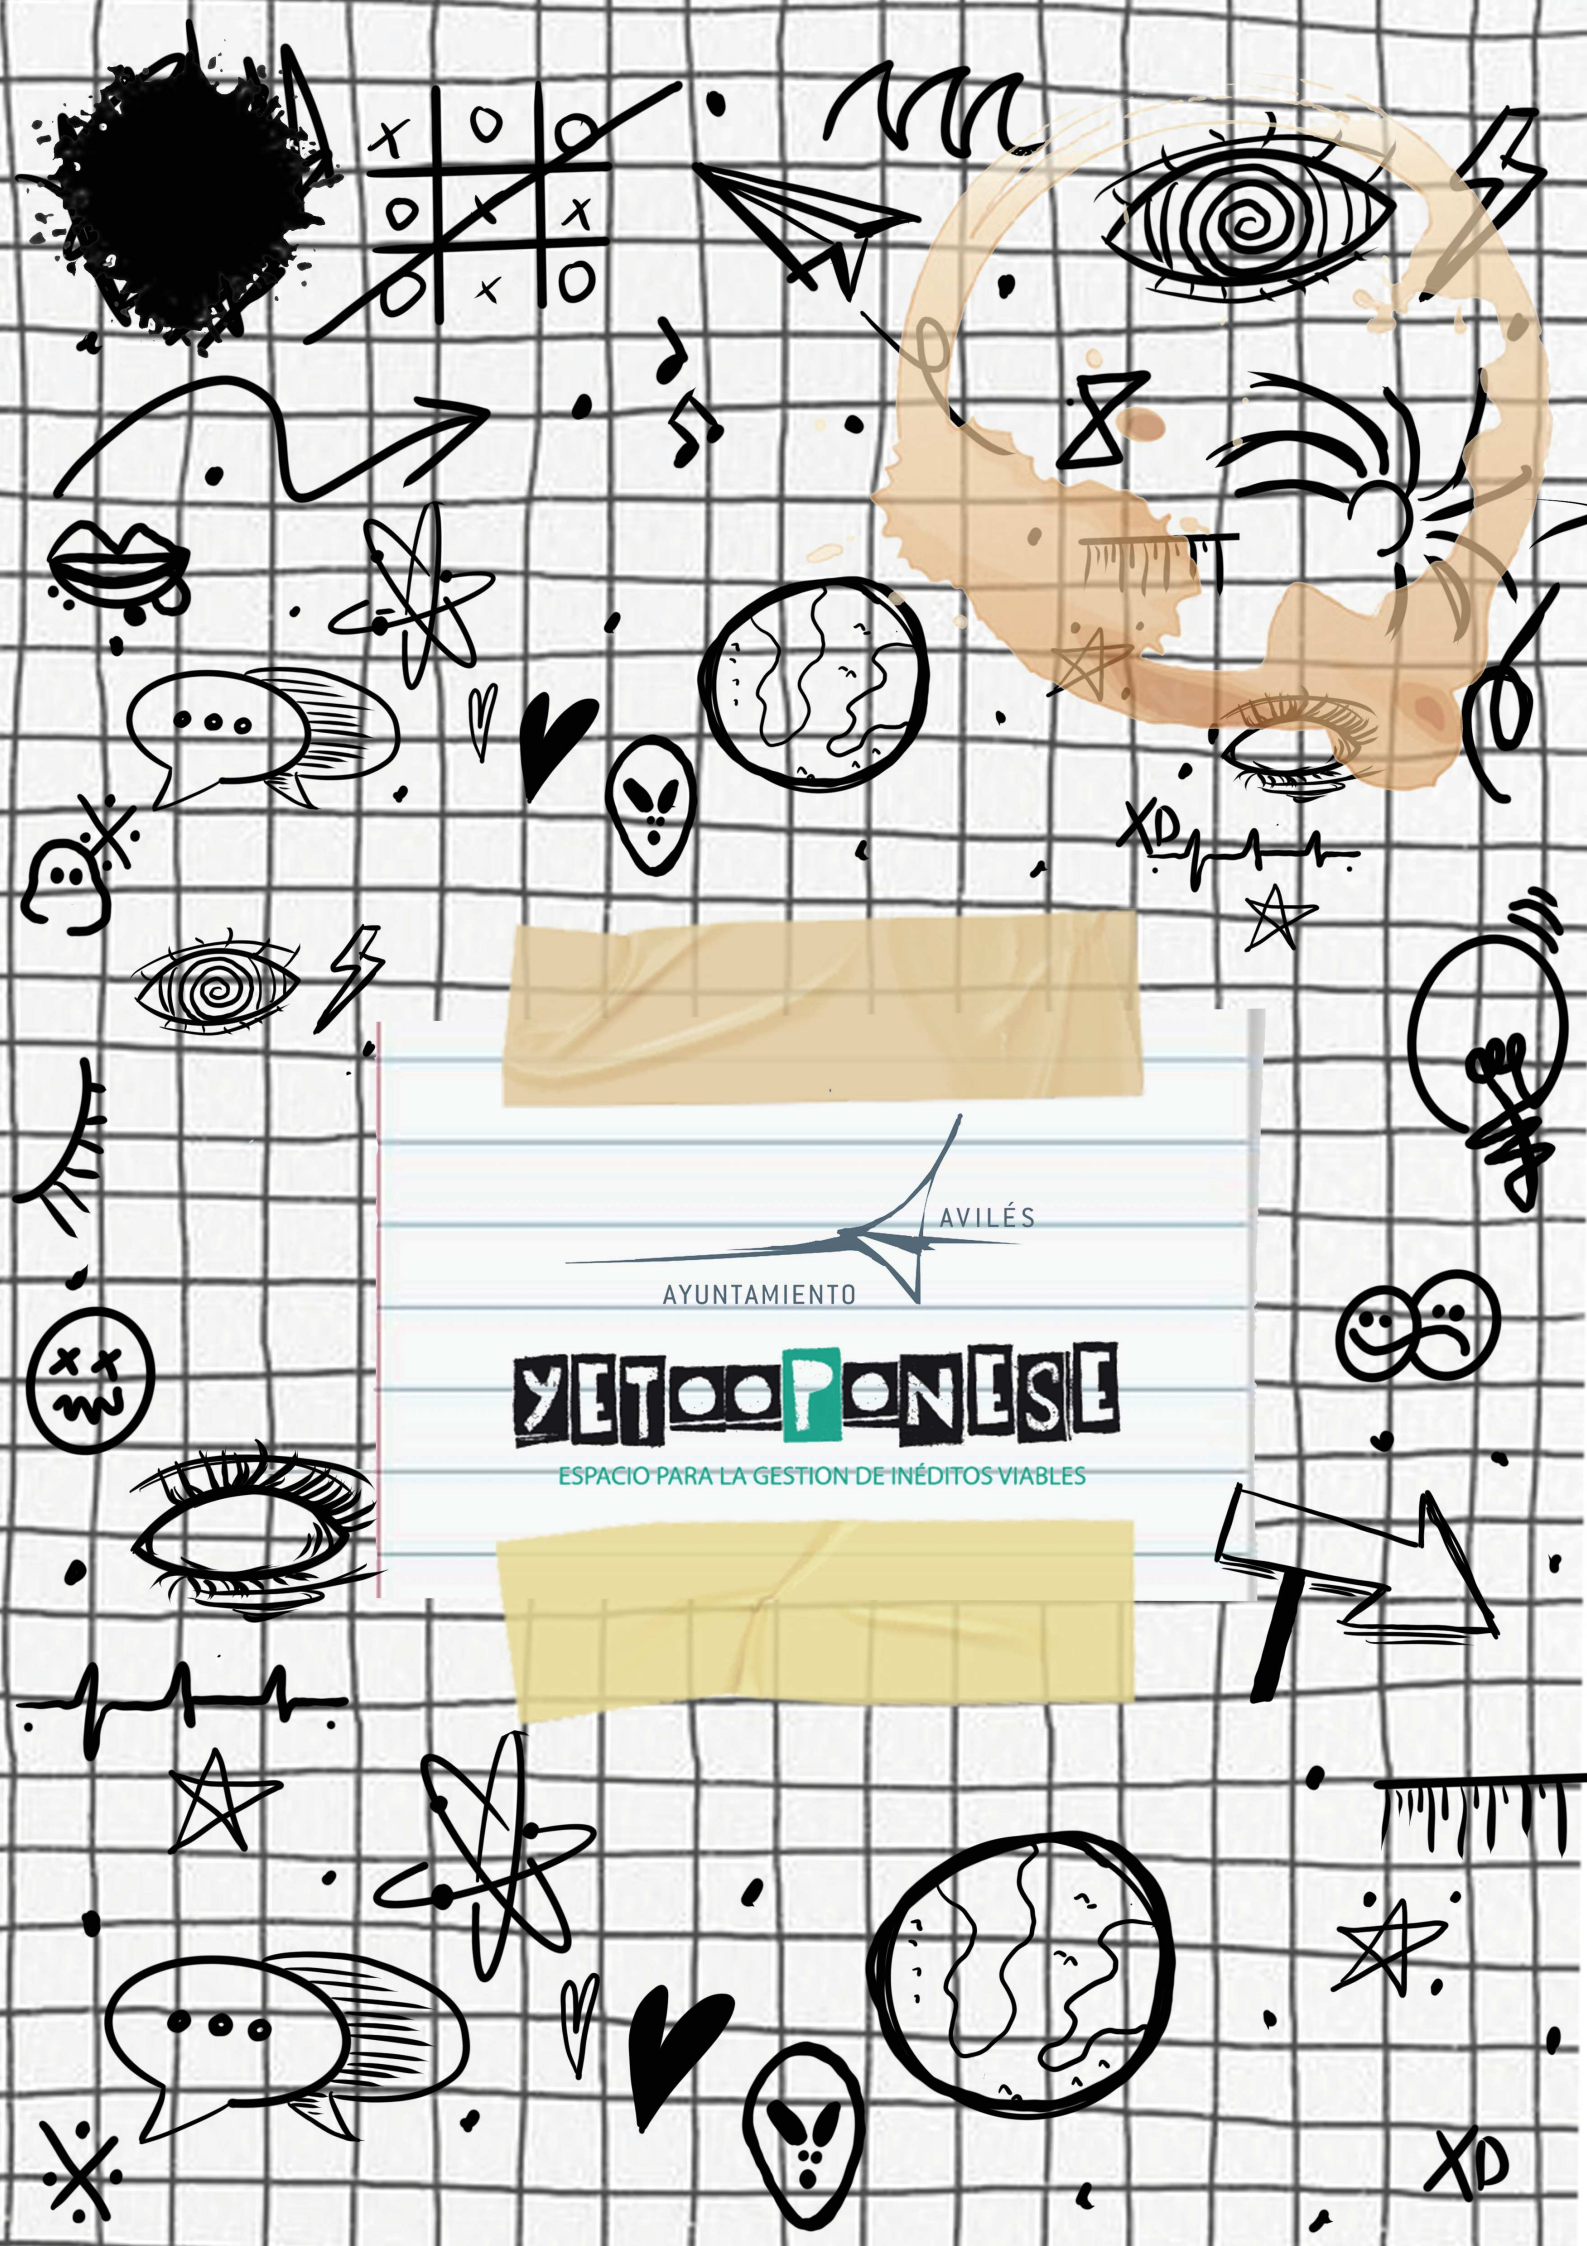 X O O
O X X
O X O
XD
AVILÉS
AYUNTAMIENTO
YETOOPONESE
ESPACIO PARA LA GESTION DE INÉDITOS VIABLES
XD